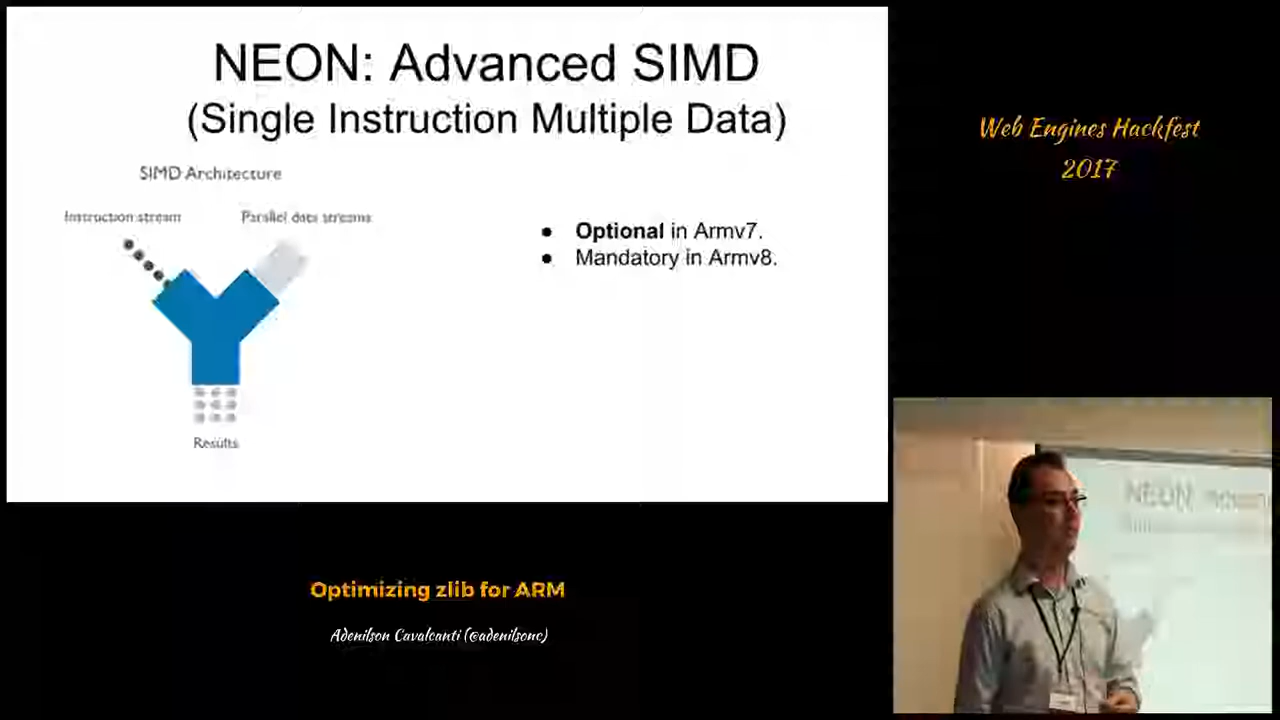 NEON: Advanced SIMD
(Single Instruction Multiple Data)
SIMD Architecture
Instruction stream
Parallel data streams
Results
● Optional in Armv7.
● Mandatory in Armv8.
Web Engines Hackfest
2017
Optimizing zlib for ARM
Adenilson Cavalcanti (@adenilsonc)
NEON: